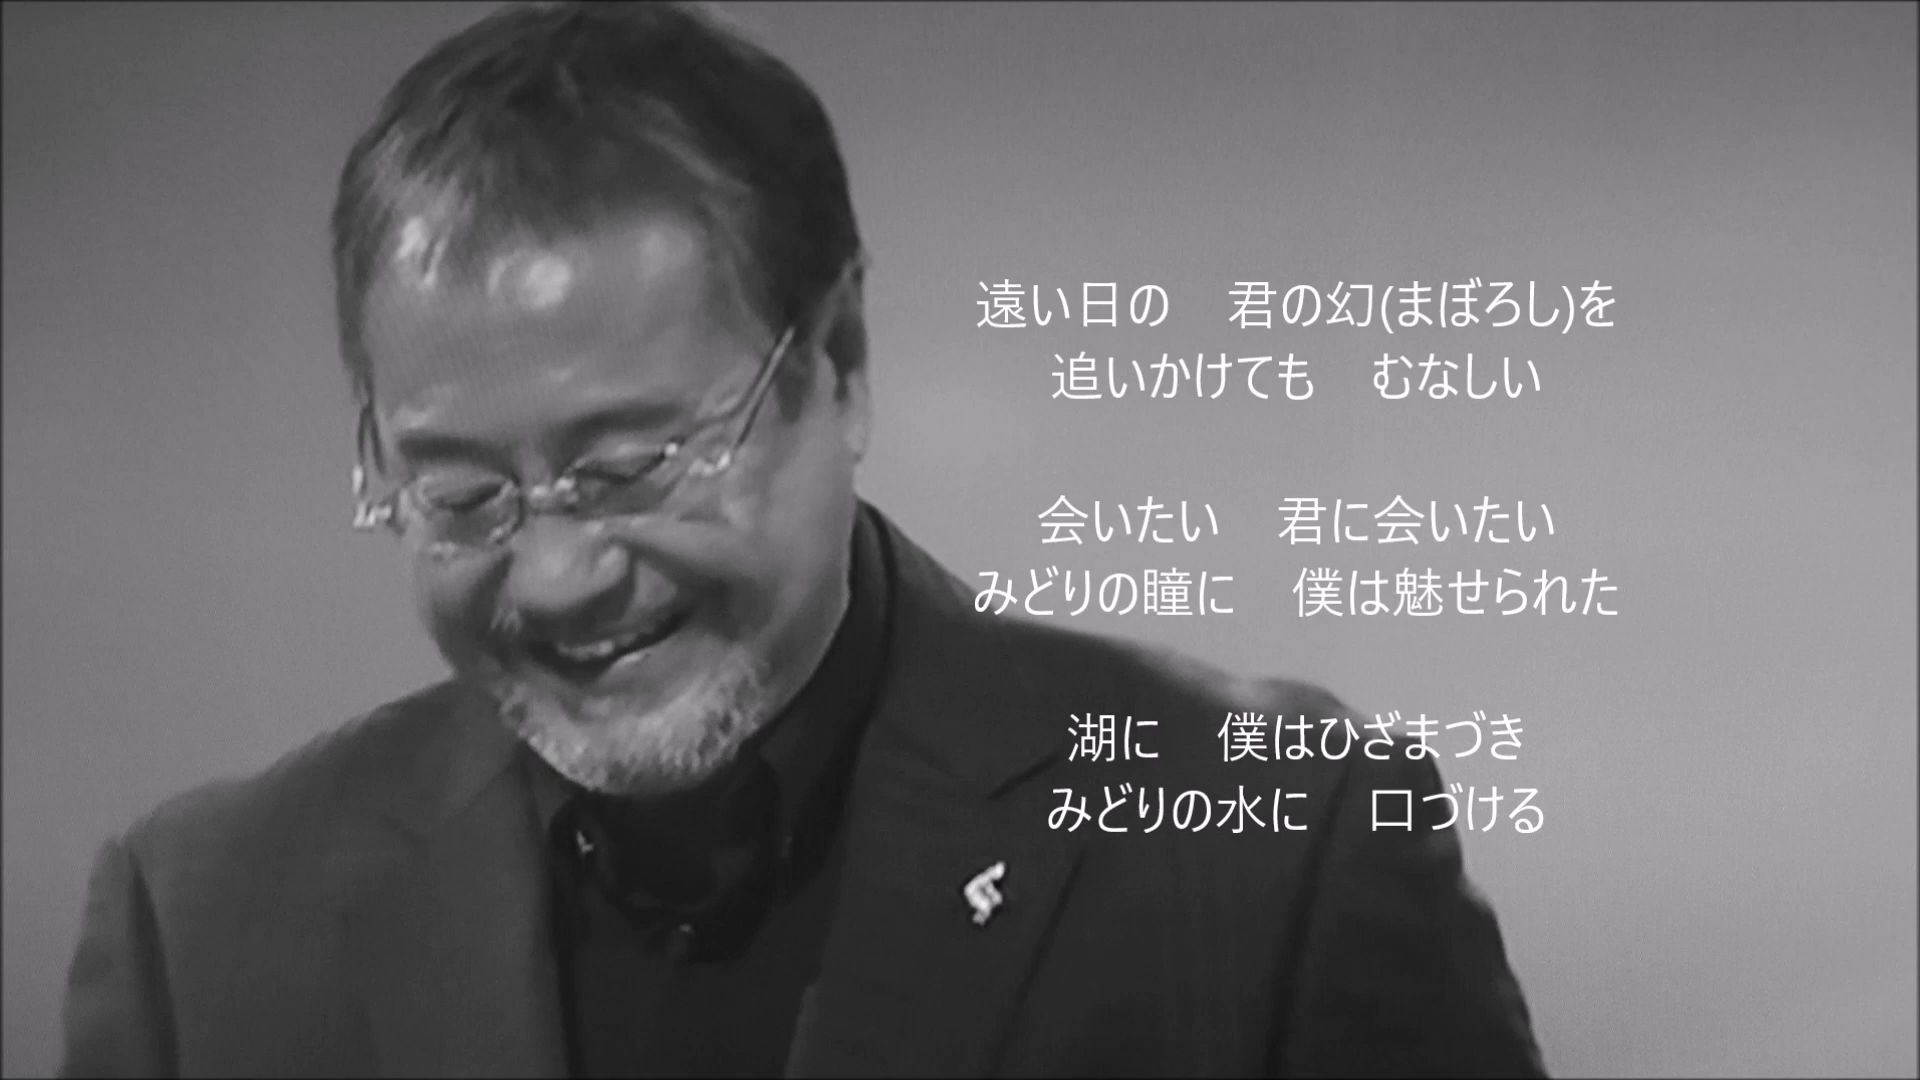 遠い日の　君の幻(まぼろし)を
追いかけても　むなしい
会いたい　君に会いたい
みどりの瞳に　僕は魅せられた
湖に　僕はひざまづき
みどりの水に　口づける